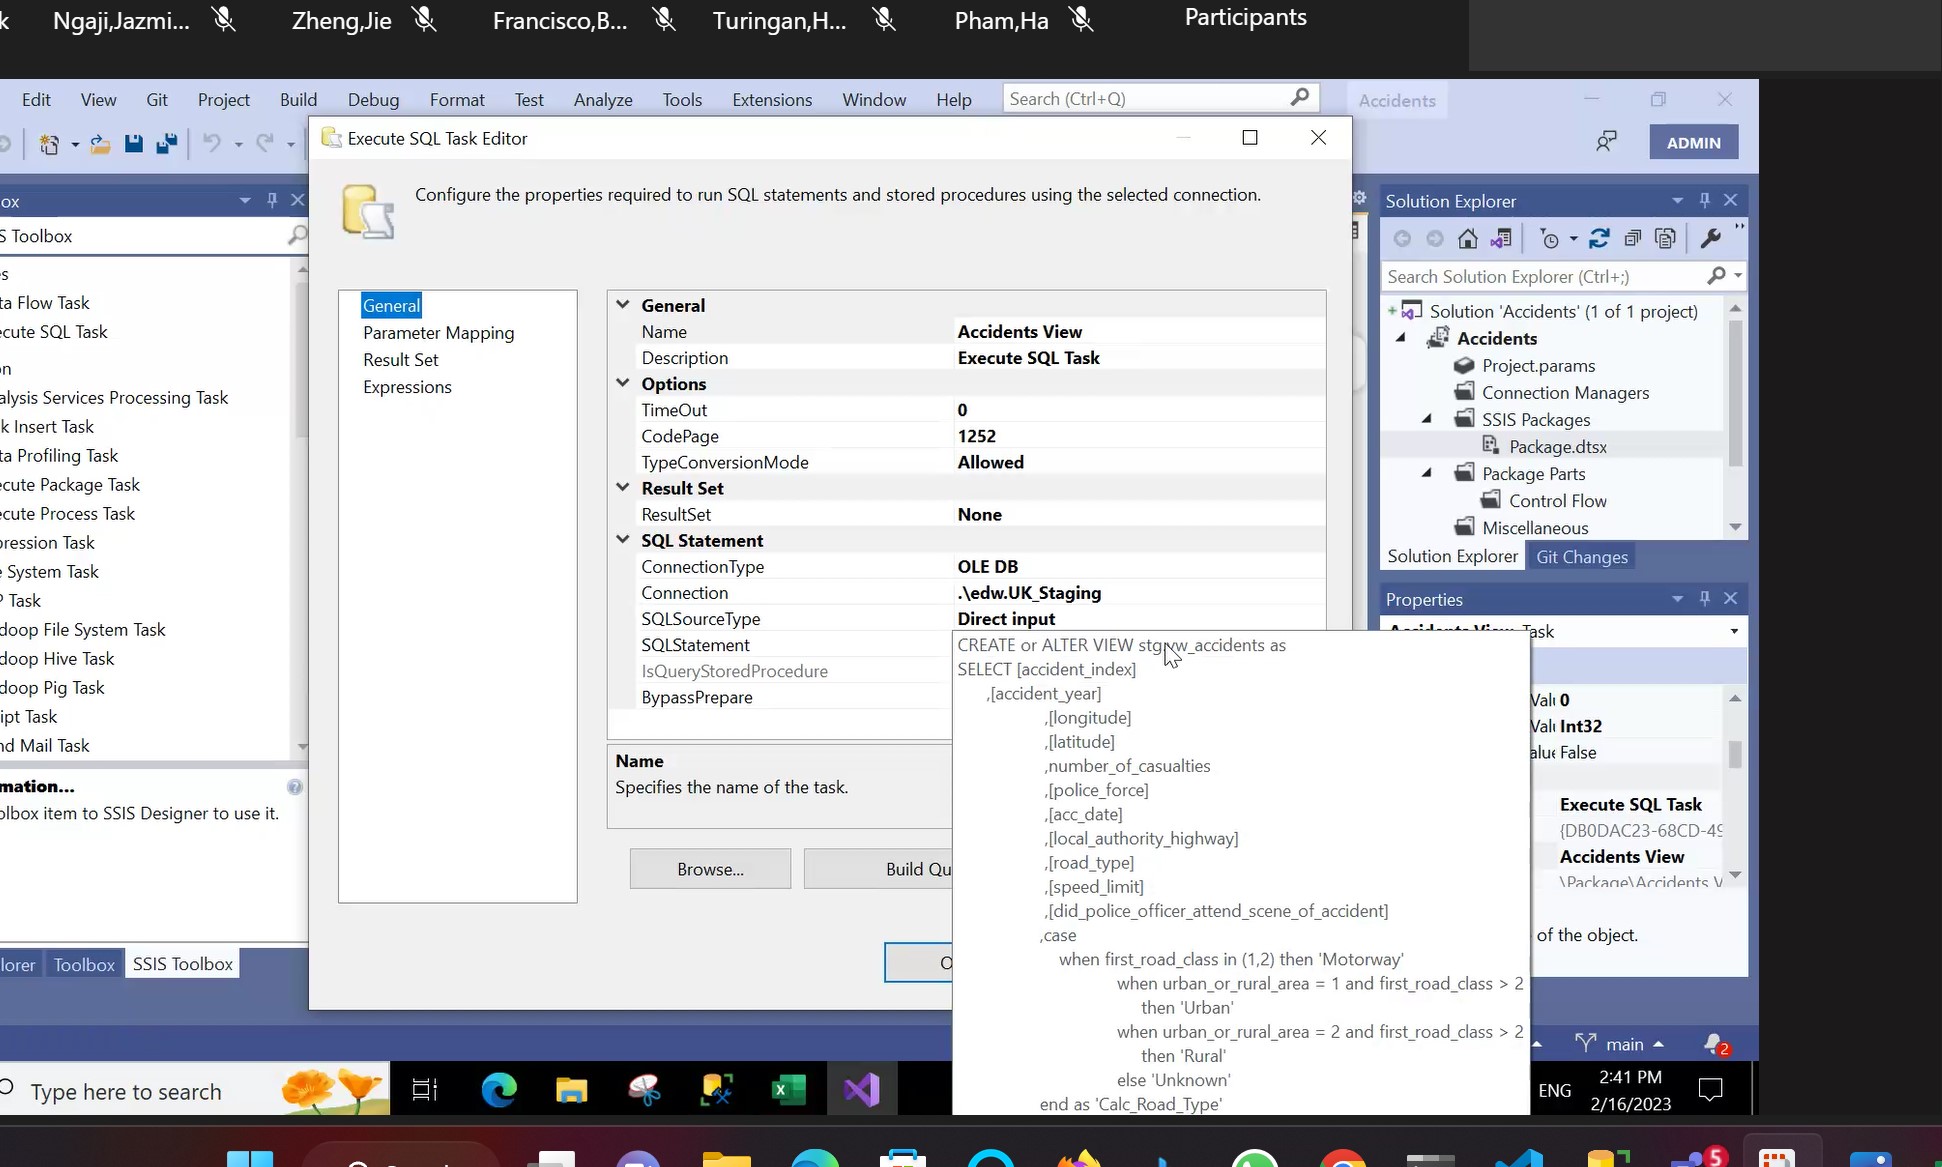 k Ngaji,Jazmi... Zheng,Jie Francisco,B... Turingan,H... Pham,Ha Participants
Edit View Git Project Build Debug Format Test Analyze Tools Extensions Window Help Search (Ctrl+Q) Accidents
ADMIN
Execute SQL Task Editor
Configure the properties required to run SQL statements and stored procedures using the selected connection.
ox
S Toolbox
s
ta Flow Task
ecute SQL Task
on
alysis Services Processing Task
k Insert Task
ta Profiling Task
ecute Package Task
ecute Process Task
pression Task
e System Task
P Task
doop File System Task
doop Hive Task
doop Pig Task
ipt Task
nd Mail Task
mation...
olbox item to SSIS Designer to use it.
lorer Toolbox SSIS Toolbox
General
Parameter Mapping
Result Set
Expressions
General
Name Accidents View
Description Execute SQL Task
Options
TimeOut 0
CodePage 1252
TypeConversionMode Allowed
Result Set
ResultSet None
SQL Statement
ConnectionType OLE DB
Connection .\edw.UK_Staging
SQLSourceType Direct input
SQLStatement
IsQueryStoredProcedure
BypassPrepare
Name
Specifies the name of the task.
Browse...
Build Qu
O
CREATE or ALTER VIEW stg.vw_accidents as
SELECT [accident_index]
,[accident_year]
,[longitude]
,[latitude]
,number_of_casualties
,[police_force]
,[acc_date]
,[local_authority_highway]
,[road_type]
,[speed_limit]
,[did_police_officer_attend_scene_of_accident]
,case
when first_road_class in (1,2) then 'Motorway'
when urban_or_rural_area = 1 and first_road_class > 2
then 'Urban'
when urban_or_rural_area = 2 and first_road_class > 2
then 'Rural'
else 'Unknown'
end as 'Calc_Road_Type'
Solution Explorer
Search Solution Explorer (Ctrl+;)
Solution 'Accidents' (1 of 1 project)
Accidents
Project.params
Connection Managers
SSIS Packages
Package.dtsx
Package Parts
Control Flow
Miscellaneous
Solution Explorer Git Changes
Properties
Accidents View Task
Valu 0
Valu Int32
alue False
Execute SQL Task
{DB0DAC23-68CD-49
Accidents View
\Package\Accidents V
of the object.
main 2
Type here to search
ENG
2:41 PM
2/16/2023
5